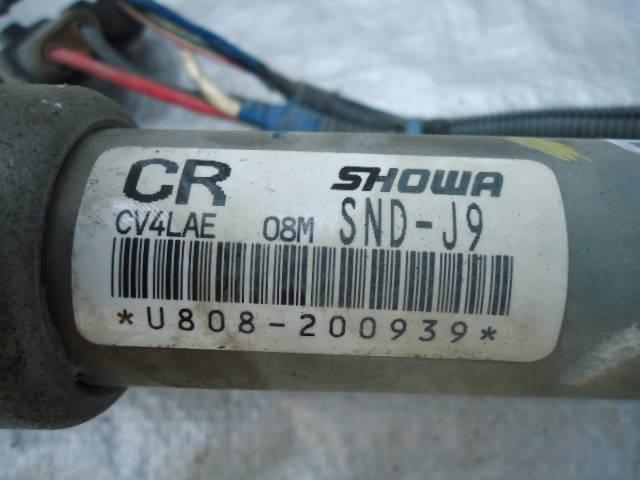 CR SHOWA
CV4LAE 08M SND-J9
*U808-200939*